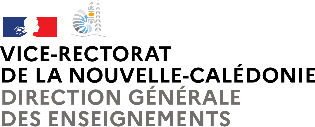 VICE-RECTORAT
DE LA NOUVELLE-CALÉDONIE
DIRECTION GÉNÉRALE
DES ENSEIGNEMENTS